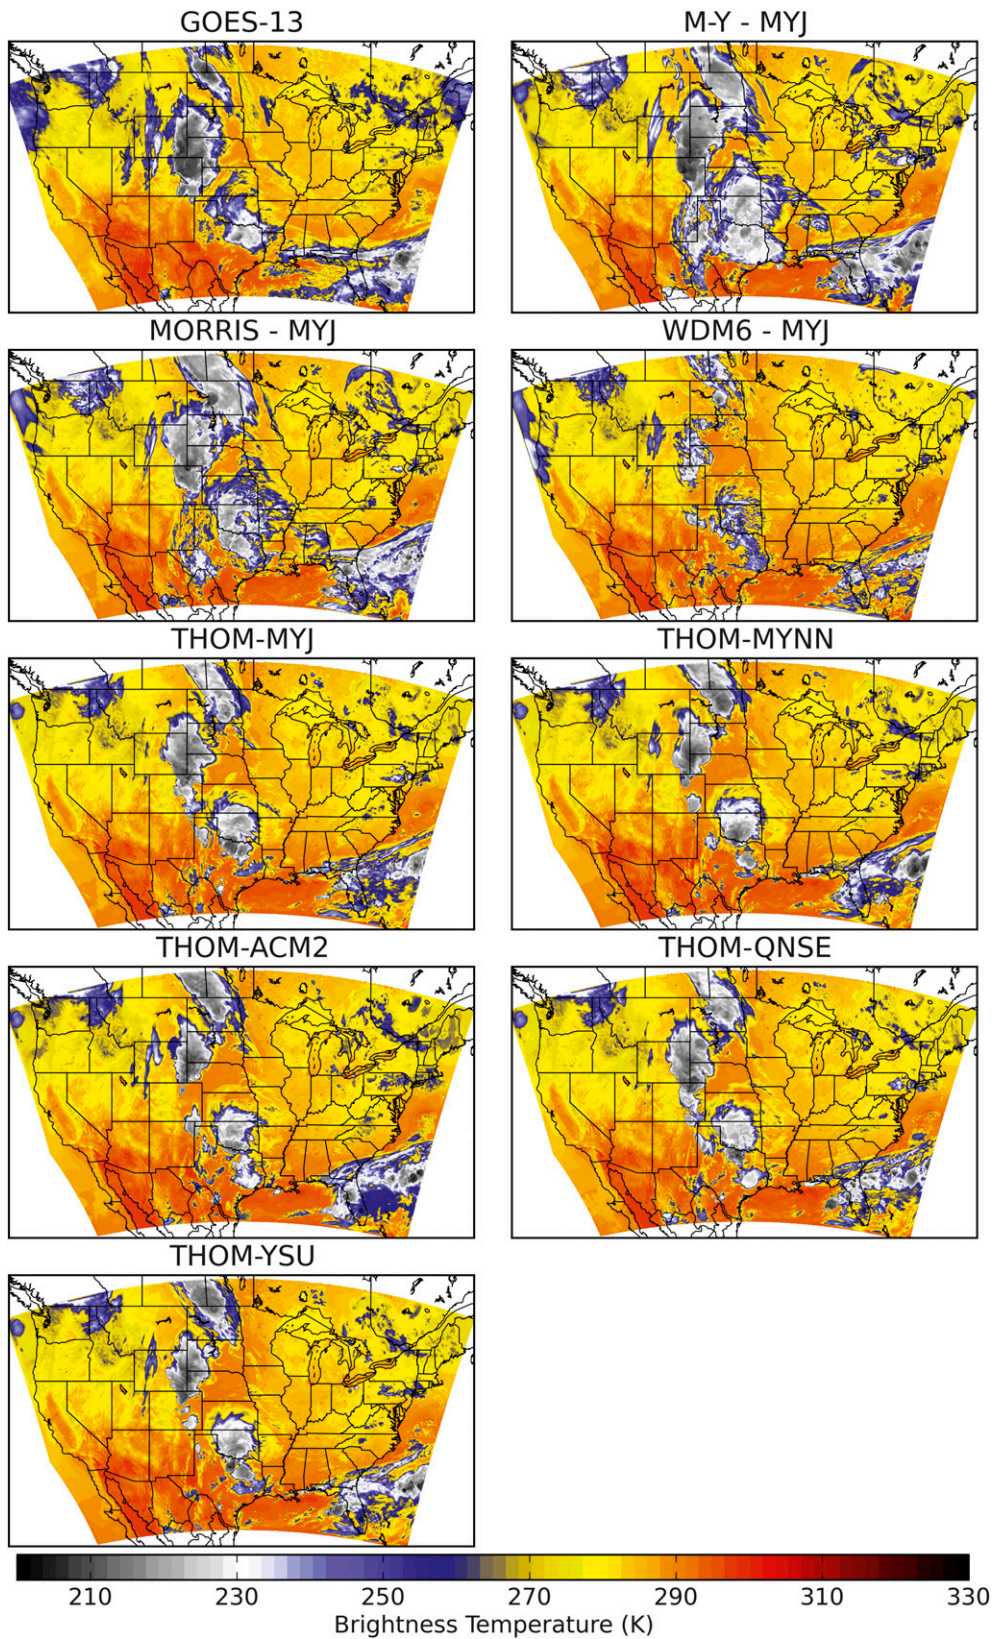 GOES-13
M-Y - MYJ
MORRIS - MYJ
WDM6 - MYJ
THOM-MYJ
THOM-MYNN
THOM-ACM2
THOM-QNSE
THOM-YSU
210 230 250 270 290 310 330
Brightness Temperature (K)